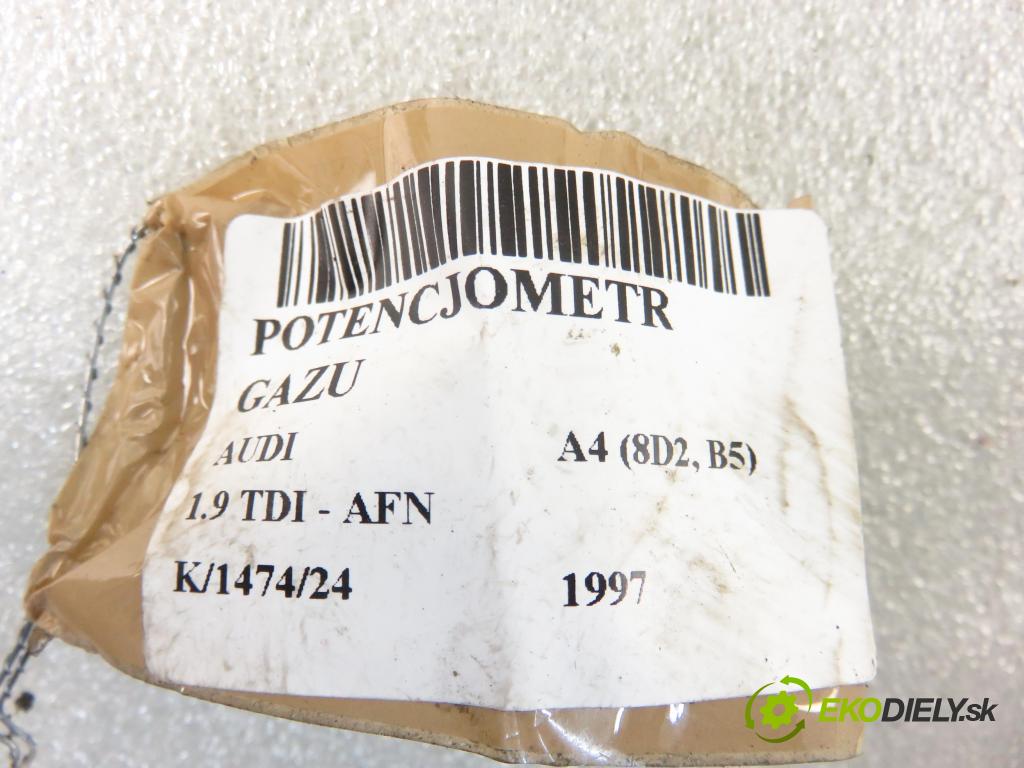 POTENCJOMETR
GAZU
AUDI A4 (8D2, B5)
1.9 TDI - AFN
K/1474/24 1997
EKODIELY.sk